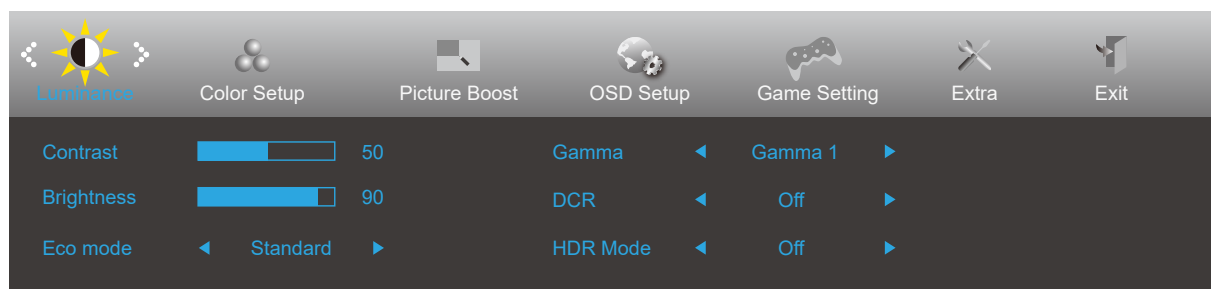 Luminance Color Setup Picture Boost OSD Setup Game Setting Extra Exit
Contrast 50 Gamma Gamma 1
Brightness 90 DCR Off
Eco mode Standard HDR Mode Off